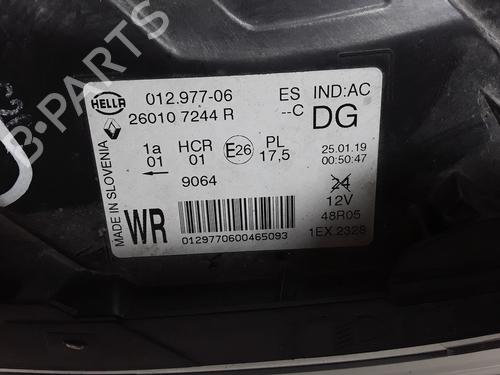 B-PARTS
HELLA 012.977-06 ES IND:AC
26010 7244 R --C DG
1a HCR PL 25.01.19
01 01 E26 17,5 00:50:47
9064 24
12V
WR 48R05
0129770600465093 1EX.2328
MADE IN SLOVENIA